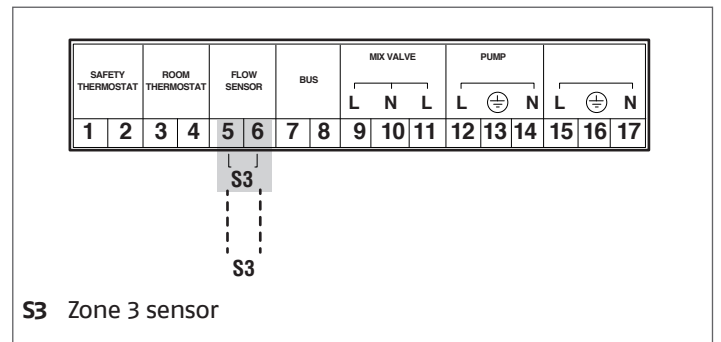 SAFETY THERMOSTAT ROOM THERMOSTAT FLOW SENSOR BUS MIX VALVE PUMP
L N L L N L N
1 2 3 4 5 6 7 8 9 10 11 12 13 14 15 16 17
S3
S3
S3 Zone 3 sensor